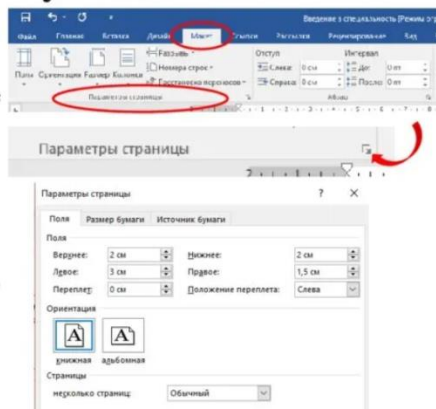 Введение в специальность [Режим огр
Файл Главная Вставка Дизайн Макет Ссылки Рассылки Рецензирование Вид
Поля Ориентация Размер Колонки
Разрывы
Номера строк
Расстановка переносов
Параметры страницы
Отступ Интервал
Слева: 0 см До: 0 пт
Справа: 0 см После: 0 пт
Абзац
Параметры страницы
Параметры страницы ? ×
Поля Размер бумаги Источник бумаги
Поля
Верхнее: 2 см Нижнее: 2 см
Левое: 3 см Правое: 1,5 см
Переплет: 0 см Положение переплета: Слева
Ориентация
книжная альбомная
Страницы
несколько страниц: Обычный